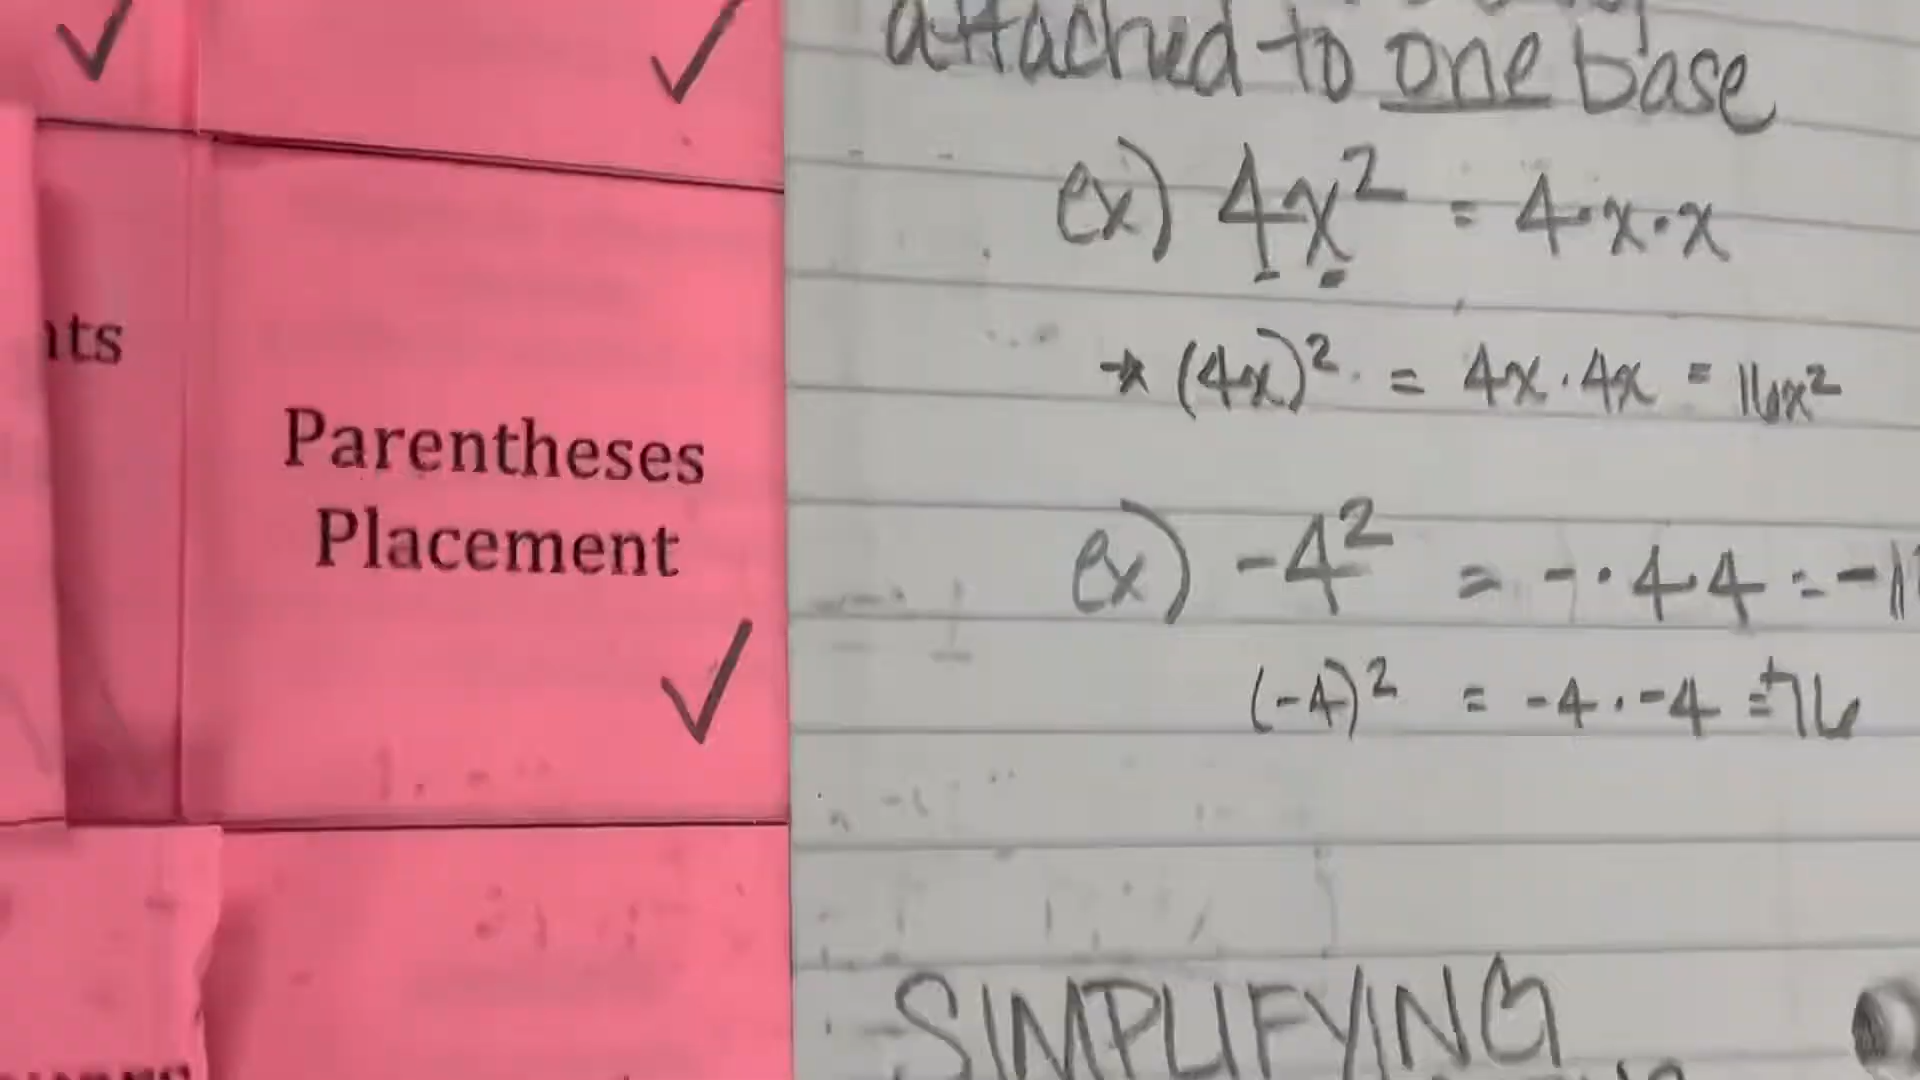 Parentheses
Placement
attached to one base
ex) 4x² = 4·x·x
→ (4x)² = 4x·4x = 16x²
ex) -4² = -·4·4 = -1
(-4)² = -4·-4 = +16
SIMPLIFYING